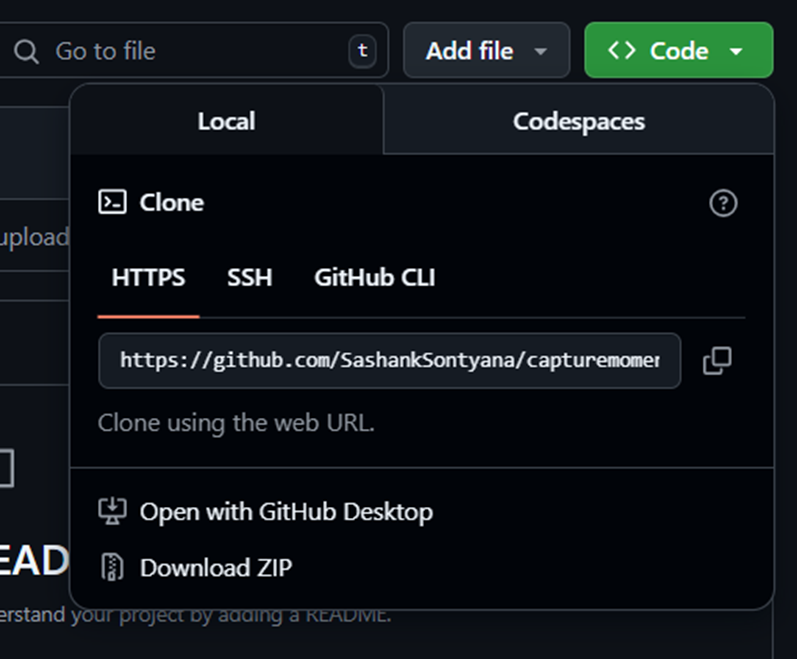 Go to file t Add file Code
Local Codespaces
Clone
upload
HTTPS SSH GitHub CLI
https://github.com/SashankSontyana/capturemomen
Clone using the web URL.
Open with GitHub Desktop
EAD
Download ZIP
erstand your project by adding a README.